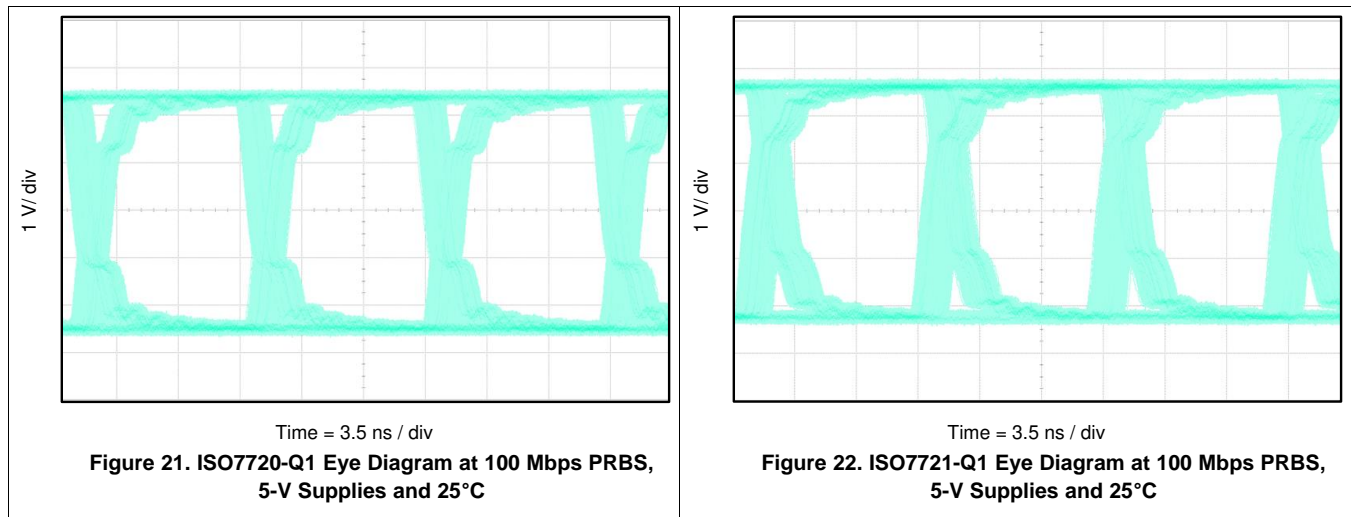 1 V/ div
Time = 3.5 ns / div
Figure 21. ISO7720-Q1 Eye Diagram at 100 Mbps PRBS,
5-V Supplies and 25°C
1 V/ div
Time = 3.5 ns / div
Figure 22. ISO7721-Q1 Eye Diagram at 100 Mbps PRBS,
5-V Supplies and 25°C